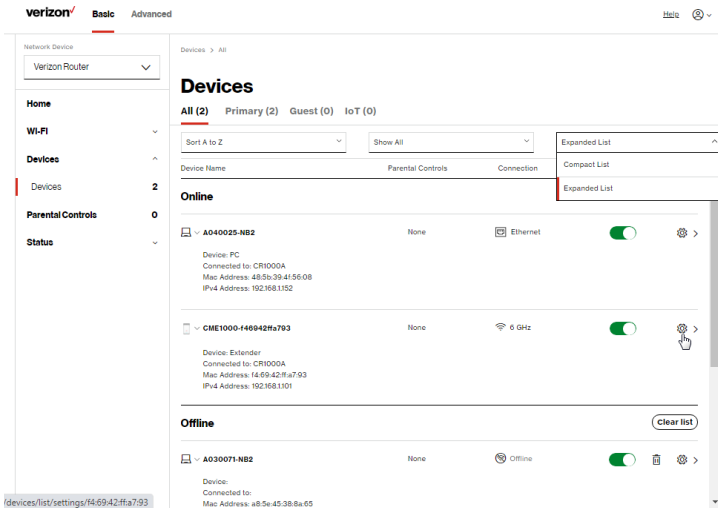 verizon✓ Basic Advanced Help
Network Device
Verizon Router
Home
Wi-Fi
Devices
Devices 2
Parental Controls 0
Status
Devices > All
Devices
All (2) Primary (2) Guest (0) IoT (0)
Sort A to Z Show All Expanded List
Compact List
Expanded List
Device Name Parental Controls Connection
Online
A040025-NB2 None Ethernet
Device: PC
Connected to: CR1000A
Mac Address: 48:5b:39:4f:56:08
IPv4 Address: 192.168.1.152
CME1000-f46942ffa793 None 6 GHz
Device: Extender
Connected to: CR1000A
Mac Address: f4:69:42:ff:a7:93
IPv4 Address: 192.168.1.101
Offline Clear list
A030071-NB2 None Offline
Device:
Connected to:
Mac Address: a8:5e:45:38:8a:65
/devices/list/settings/f4:69:42:ff:a7:93